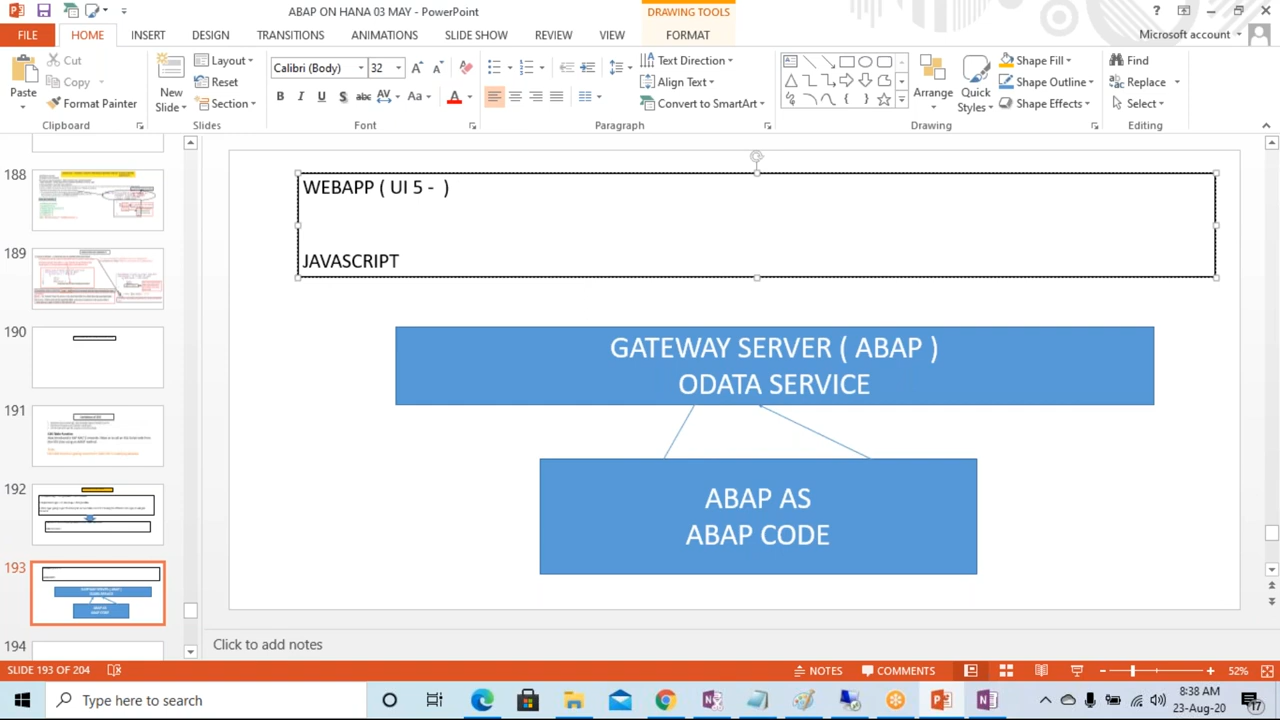 ABAP ON HANA 03 MAY - PowerPoint
DRAWING TOOLS
?
FILE
HOME
INSERT
DESIGN
TRANSITIONS
ANIMATIONS
SLIDE SHOW
REVIEW
VIEW
FORMAT
Microsoft account
Paste
Cut
Copy
Format Painter
Clipboard
New
Slide
Layout
Reset
Section
Slides
Calibri (Body)
32
B I U S abc AV Aa A
Font
Text Direction
Align Text
Convert to SmartArt
Paragraph
Arrange
Quick
Styles
Shape Fill
Shape Outline
Shape Effects
Drawing
Find
Replace
Select
Editing
188
189
190
191
192
193
194
WEBAPP ( UI 5 - )
JAVASCRIPT
GATEWAY SERVER ( ABAP )
ODATA SERVICE
ABAP AS
ABAP CODE
Click to add notes
SLIDE 193 OF 204
NOTES
COMMENTS
52%
Type here to search
8:38 AM
23-Aug-20
17